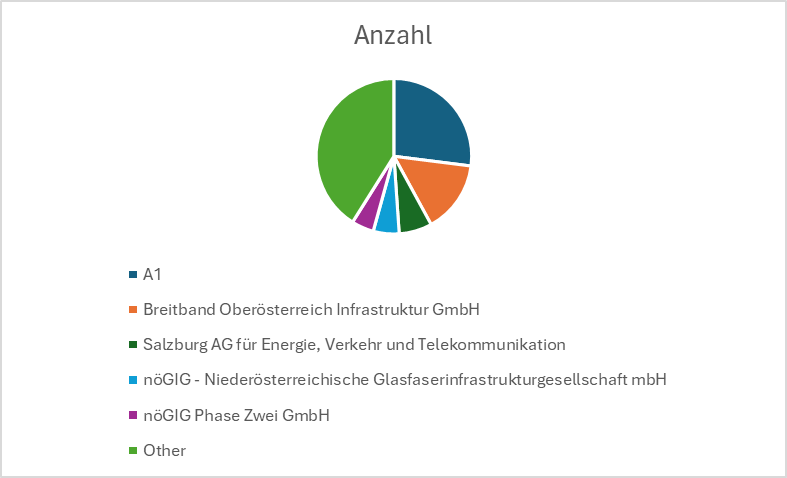 Anzahl
A1
Breitband Oberösterreich Infrastruktur GmbH
Salzburg AG für Energie, Verkehr und Telekommunikation
nöGIG - Niederösterreichische Glasfaserinfrastrukturgesellschaft mbH
nöGIG Phase Zwei GmbH
Other